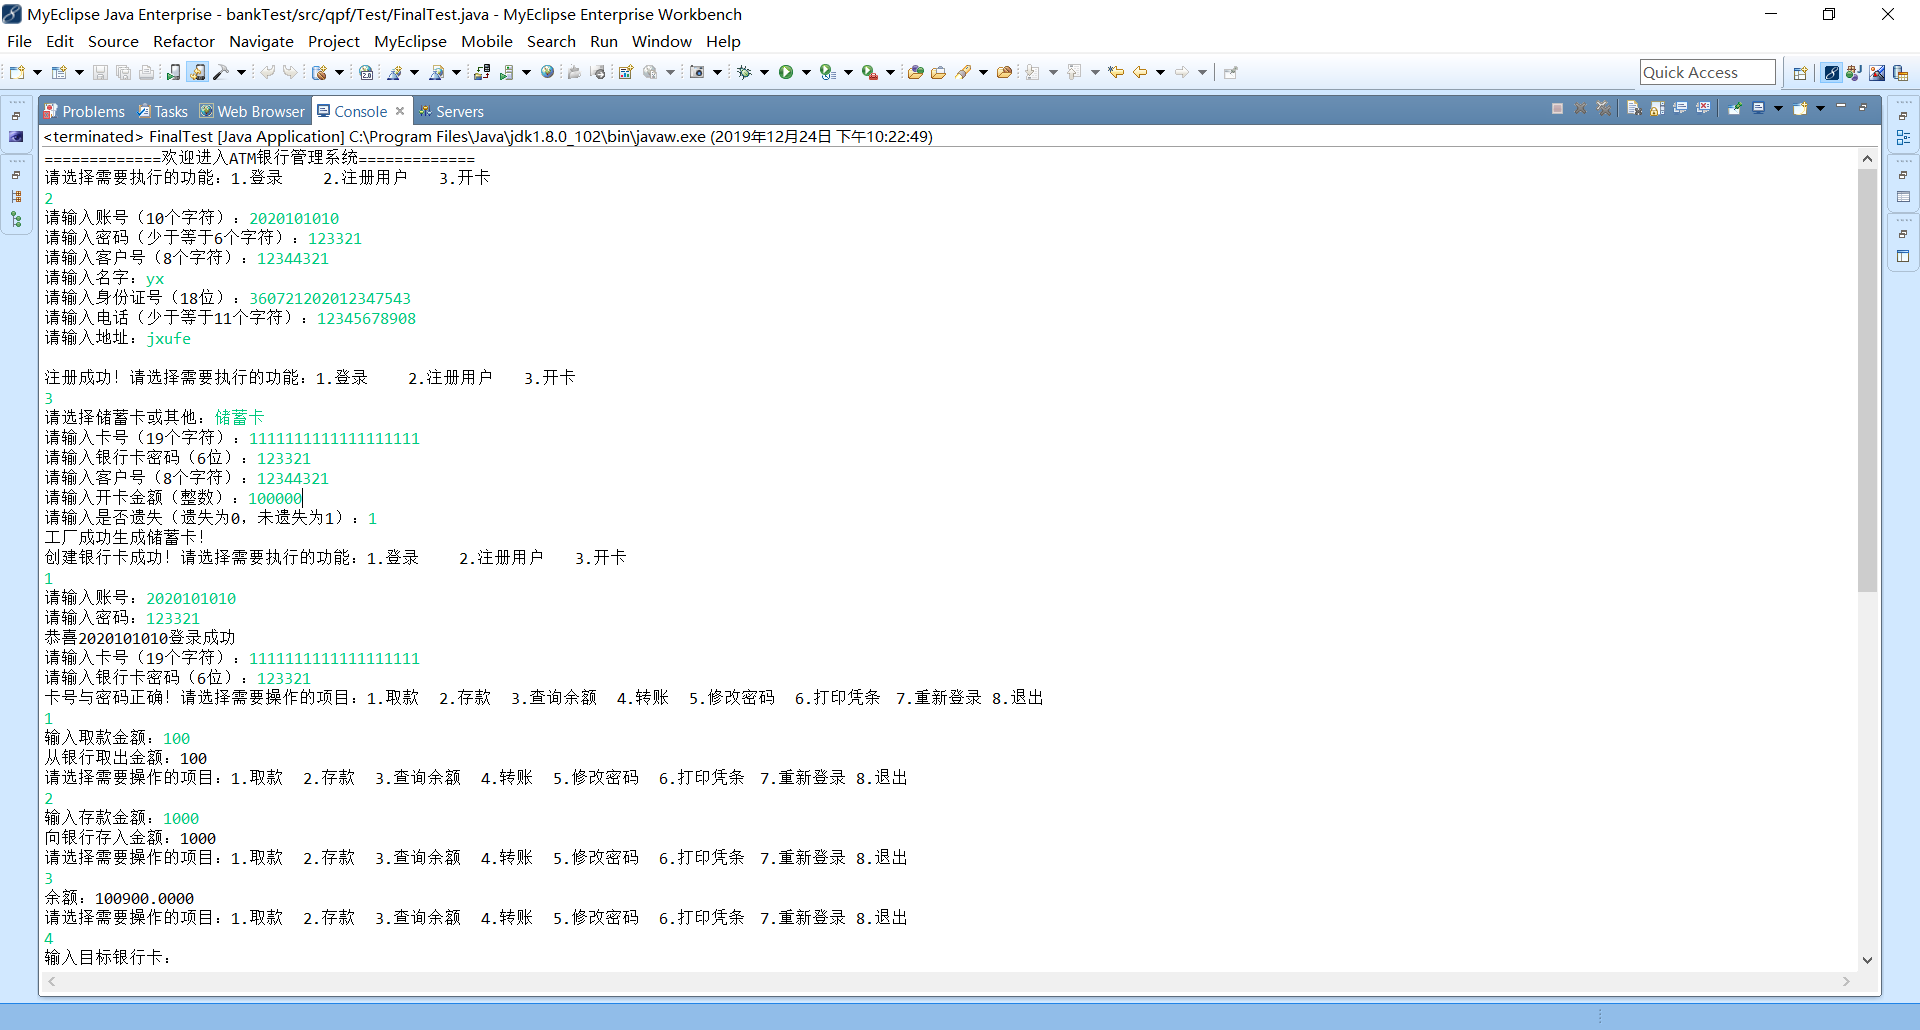 MyEclipse Java Enterprise - bankTest/src/qpf/Test/FinalTest.java - MyEclipse Enterprise Workbench
File Edit Source Refactor Navigate Project MyEclipse Mobile Search Run Window Help
Quick Access
Problems Tasks Web Browser Console Servers
<terminated> FinalTest [Java Application] C:\Program Files\Java\jdk1.8.0_102\bin\javaw.exe (2019年12月24日 下午10:22:49)
=============欢迎进入ATM银行管理系统=============
请选择需要执行的功能：1.登录 2.注册用户 3.开卡
2
请输入账号（10个字符）：2020101010
请输入密码（少于等于6个字符）：123321
请输入客户号（8个字符）：12344321
请输入名字：yx
请输入身份证号（18位）：360721202012347543
请输入电话（少于等于11个字符）：12345678908
请输入地址：jxufe
注册成功！请选择需要执行的功能：1.登录 2.注册用户 3.开卡
3
请选择储蓄卡或其他：储蓄卡
请输入卡号（19个字符）：1111111111111111111
请输入银行卡密码（6位）：123321
请输入客户号（8个字符）：12344321
请输入开卡金额（整数）：100000
请输入是否遗失（遗失为0，未遗失为1）：1
工厂成功生成储蓄卡！
创建银行卡成功！请选择需要执行的功能：1.登录 2.注册用户 3.开卡
1
请输入账号：2020101010
请输入密码：123321
恭喜2020101010登录成功
请输入卡号（19个字符）：1111111111111111111
请输入银行卡密码（6位）：123321
卡号与密码正确！请选择需要操作的项目：1.取款 2.存款 3.查询余额 4.转账 5.修改密码 6.打印凭条 7.重新登录 8.退出
1
输入取款金额：100
从银行取出金额：100
请选择需要操作的项目：1.取款 2.存款 3.查询余额 4.转账 5.修改密码 6.打印凭条 7.重新登录 8.退出
2
输入存款金额：1000
向银行存入金额：1000
请选择需要操作的项目：1.取款 2.存款 3.查询余额 4.转账 5.修改密码 6.打印凭条 7.重新登录 8.退出
3
余额：100900.0000
请选择需要操作的项目：1.取款 2.存款 3.查询余额 4.转账 5.修改密码 6.打印凭条 7.重新登录 8.退出
4
输入目标银行卡：